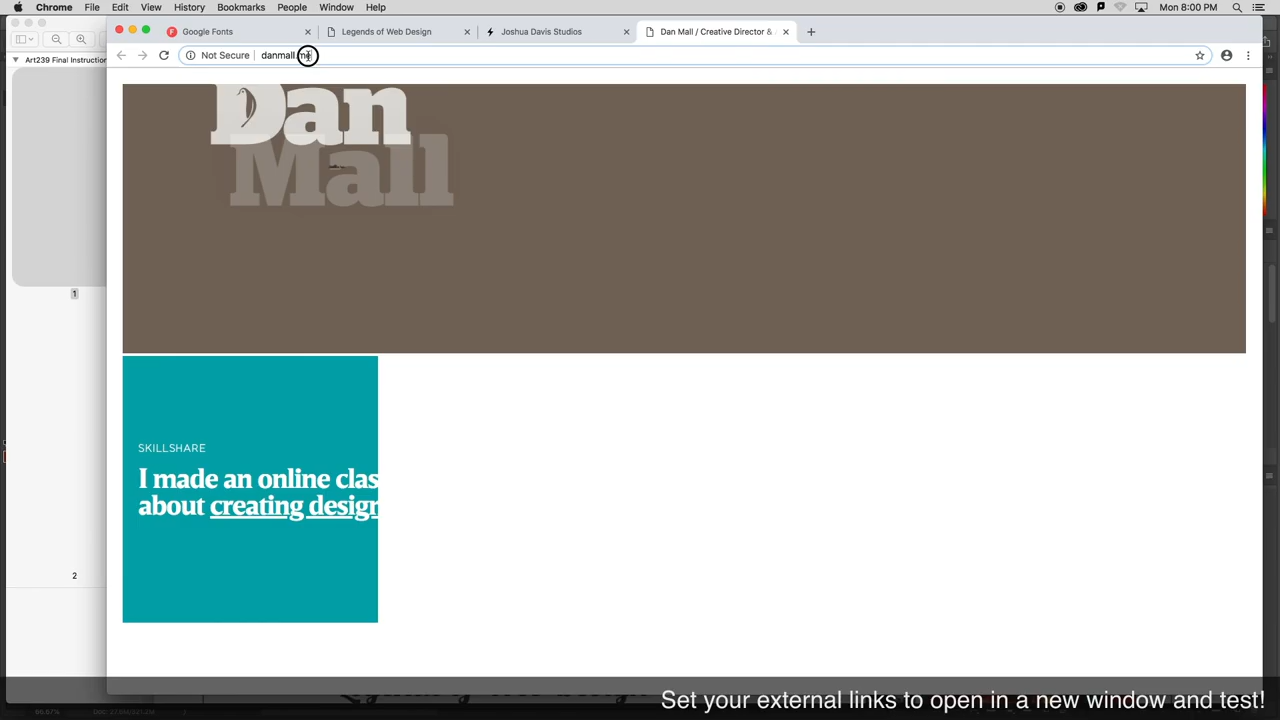 Chrome File Edit View History Bookmarks People Window Help
Mon 8:00 PM
Google Fonts
Legends of Web Design
Joshua Davis Studios
Dan Mall / Creative Director &
Not Secure
danmall.me
Art239 Final Instruction
1
2
Dan
Mall
SKILLSHARE
I made an online clas
about creating design
Set your external links to open in a new window and test!